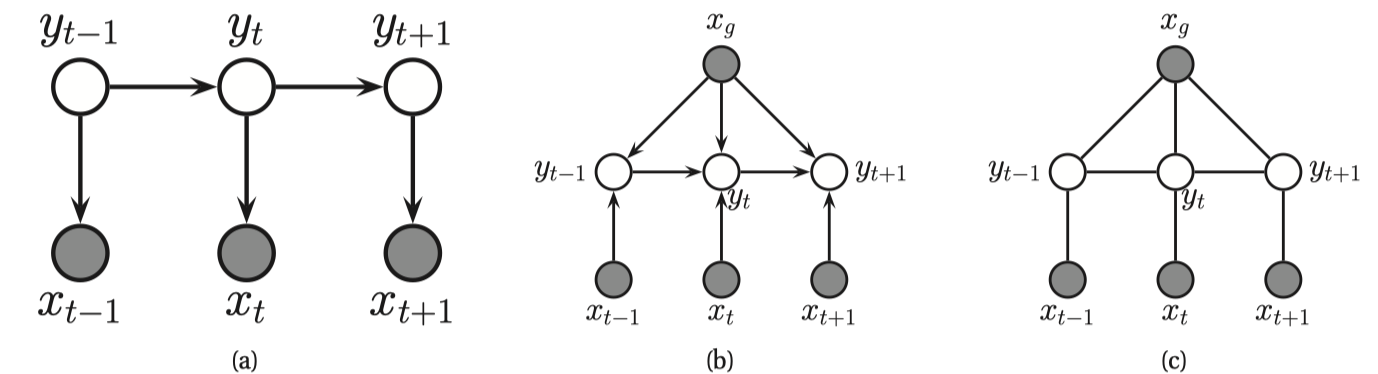 y_{t−1} y_t y_{t+1}
x_{t−1} x_t x_{t+1}
(a)
x_g
y_{t−1} y_t y_{t+1}
x_{t−1} x_t x_{t+1}
(b)
x_g
y_{t−1} y_t y_{t+1}
x_{t−1} x_t x_{t+1}
(c)